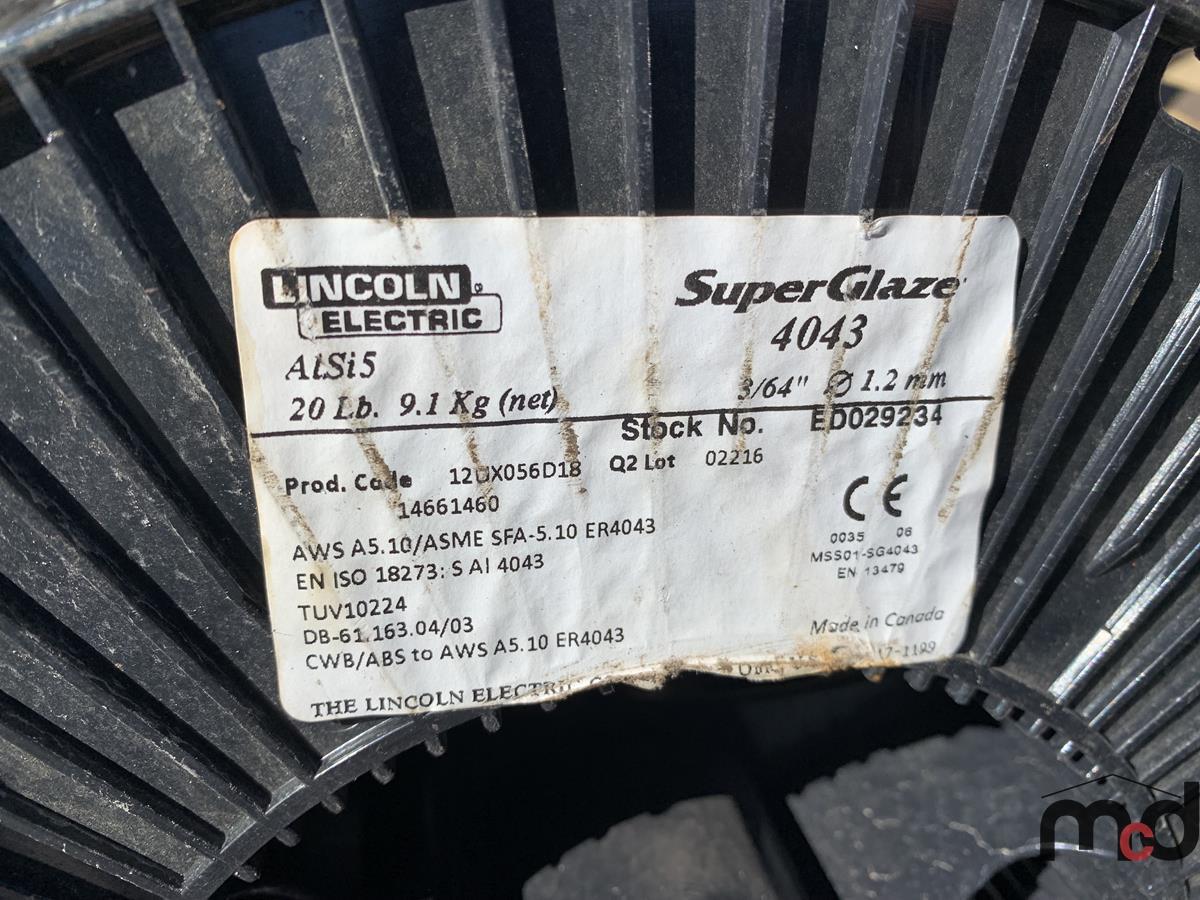 LINCOLN
ELECTRIC
SuperGlaze
4043
AlSi5
20 Lb. 9.1 Kg (net)
3/64" Ø 1.2 mm
Stock No. ED029234
Prod. Code Q2 Lot 02216
14661460
AWS A5.10/ASME SFA-5.10 ER4043
EN ISO 18273: S Al 4043
TUV10224
DB-61.163.04/03
CWB/ABS to AWS A5.10 ER4043
CE
0035 06
MSS01-SG4043
EN 13479
Made in Canada
THE LINCOLN ELECTRIC
mcd